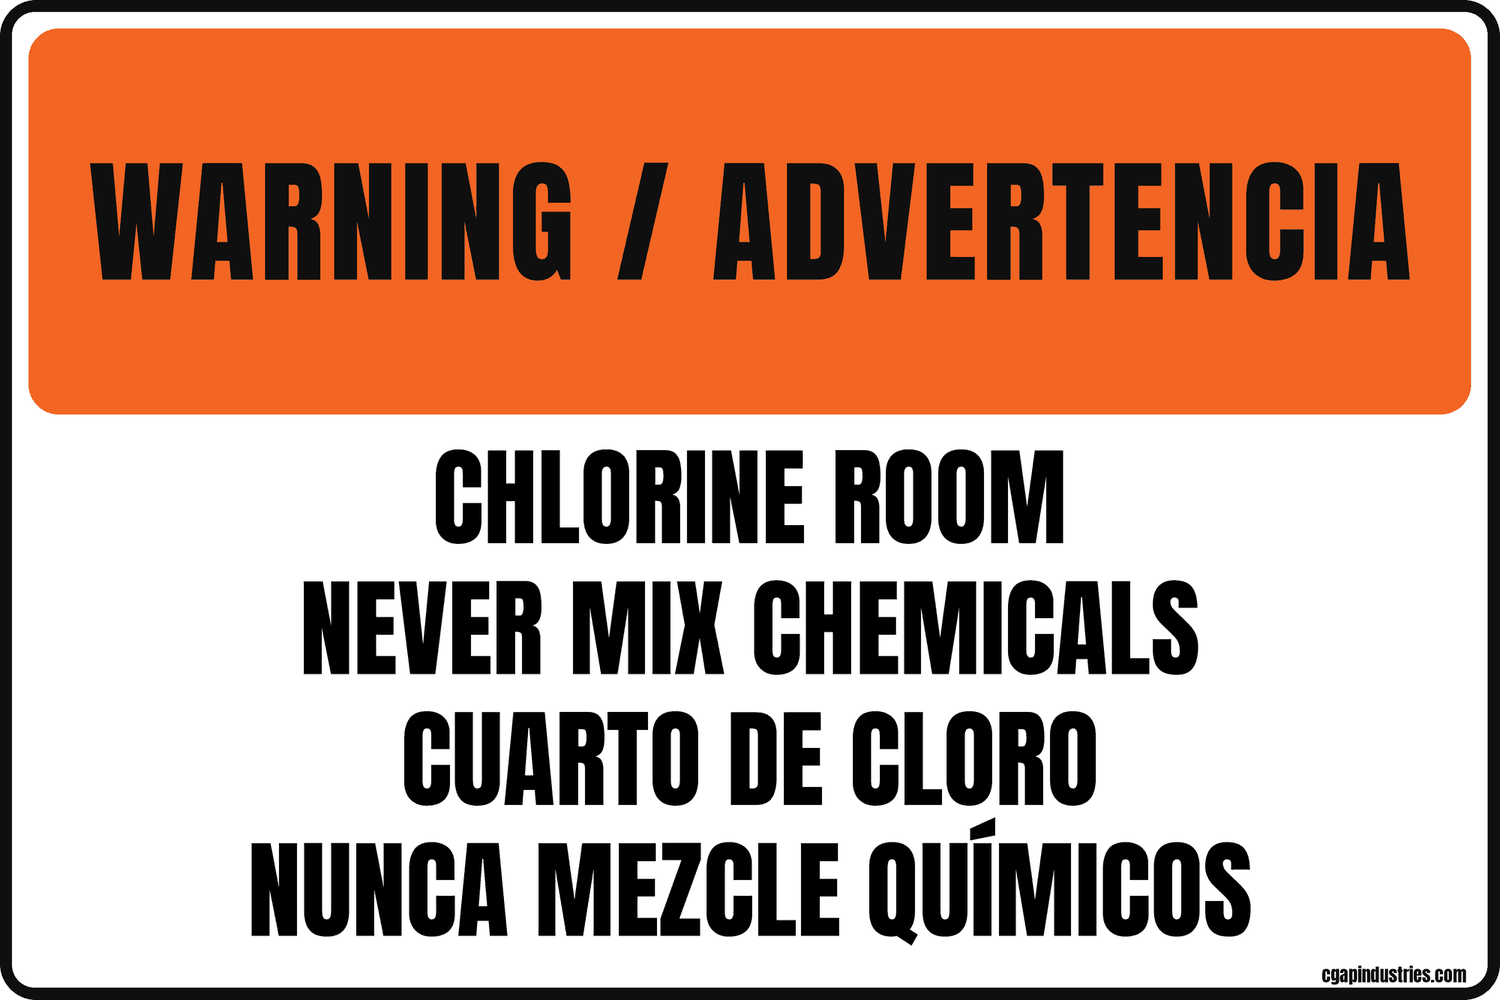 WARNING / ADVERTENCIA
CHLORINE ROOM
NEVER MIX CHEMICALS
CUARTO DE CLORO
NUNCA MEZCLE QUÍMICOS
cgapindustries.com